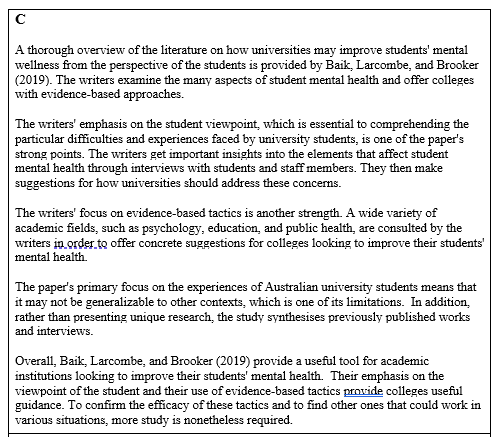 C
A thorough overview of the literature on how universities may improve students' mental
wellness from the perspective of the students is provided by Baik, Larcombe, and Brooker
(2019). The writers examine the many aspects of student mental health and offer colleges
with evidence-based approaches.
The writers' emphasis on the student viewpoint, which is essential to comprehending the
particular difficulties and experiences faced by university students, is one of the paper's
strong points. The writers get important insights into the elements that affect student
mental health through interviews with students and staff members. They then make
suggestions for how universities should address these concerns.
The writers' focus on evidence-based tactics is another strength. A wide variety of
academic fields, such as psychology, education, and public health, are consulted by the
writers in order to offer concrete suggestions for colleges looking to improve their students'
mental health.
The paper's primary focus on the experiences of Australian university students means that
it may not be generalizable to other contexts, which is one of its limitations. In addition,
rather than presenting unique research, the study synthesises previously published works
and interviews.
Overall, Baik, Larcombe, and Brooker (2019) provide a useful tool for academic
institutions looking to improve their students' mental health. Their emphasis on the
viewpoint of the student and their use of evidence-based tactics provide colleges useful
guidance. To confirm the efficacy of these tactics and to find other ones that could work in
various situations, more study is nonetheless required.